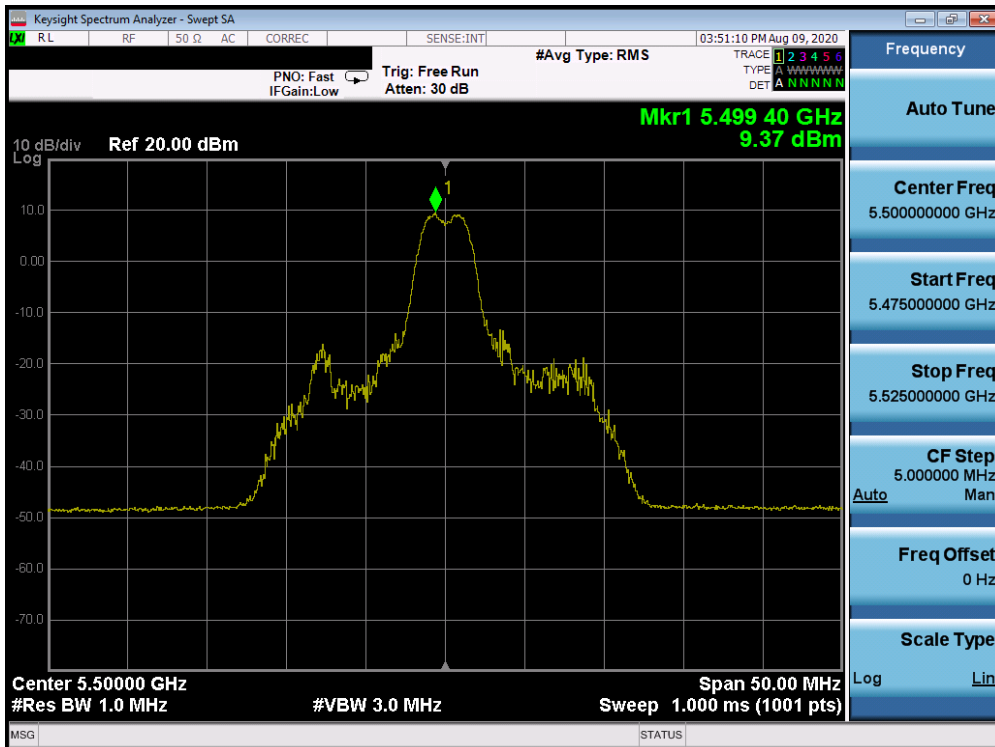 Keysight Spectrum Analyzer - Swept SA
LXI RL RF 50 Ω AC CORREC SENSE:INT 03:51:10 PM Aug 09, 2020
#Avg Type: RMS TRACE 1 2 3 4 5 6
PNO: Fast Trig: Free Run TYPE A WWWWWW
IFGain:Low Atten: 30 dB DET A N N N N N
Mkr1 5.499 40 GHz
9.37 dBm
10 dB/div Ref 20.00 dBm
Log
1
10.0
0.00
-10.0
-20.0
-30.0
-40.0
-50.0
-60.0
-70.0
Center 5.50000 GHz Span 50.00 MHz
#Res BW 1.0 MHz #VBW 3.0 MHz Sweep 1.000 ms (1001 pts)
MSG STATUS
Frequency
Auto Tune
Center Freq
5.500000000 GHz
Start Freq
5.475000000 GHz
Stop Freq
5.525000000 GHz
CF Step
5.000000 MHz
Auto Man
Freq Offset
0 Hz
Scale Type
Log Lin